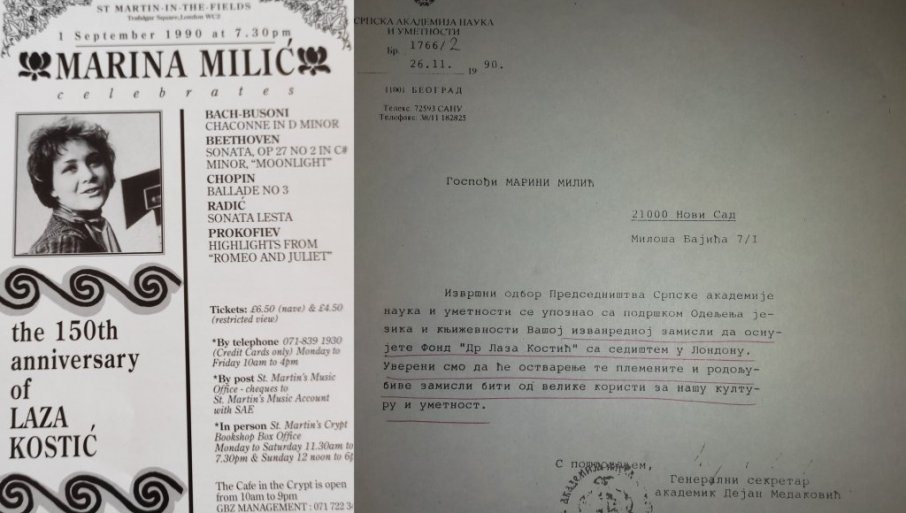 ST MARTIN-IN-THE-FIELDS
Trafalgar Square, London WC2
1 September 1990 at 7.30pm
MARINA MILIĆ
celebrates
BACH-BUSONI
CHACONNE IN D MINOR
BEETHOVEN
SONATA, OP 27 NO 2 IN C#
MINOR, “MOONLIGHT”
CHOPIN
BALLADE NO 3
RADIĆ
SONATA LESTA
PROKOFIEV
HIGHLIGHTS FROM
“ROMEO AND JULIET”
the 150th
anniversary
of
LAZA
KOSTIĆ
Tickets: £6.50 (nave) & £4.50
(restricted view)
*By telephone 071-839 1930
(Credit Cards only) Monday to
Friday 10am to 4pm
*By post St. Martin's Music
Office - cheques to
St. Martin's Music Account
with SAE
*In person St. Martin's Crypt
Bookshop Box Office
Monday to Saturday 11.30am to
7.30pm & Sunday 12 noon to 6p
The Cafe in the Crypt is open
from 10am to 9pm
GBZ MANAGEMENT : 071 722 3
СРПСКА АКАДЕМИЈА НАУКА
И УМЕТНОСТИ
Бр. 1766/2
26.11. 1990.
11001 БЕОГРАД
Телекс. 72593 САНУ
Телефакс. 38/11 182825
Госпођи МАРИНИ МИЛИЋ
21000 Нови Сад
Милоша Бајића 7/I
Извршни одбор Председништва Српске академије
наука и уметности се упознао са подршком Одељења је-
зика и књижевности Вашој изванредној замисли да осну-
јете Фонд "Др Лаза Костић" са седиштем у Лондону.
Уверени смо да ће остварење те племените и родољу-
биве замисли бити од велике користи за нашу култу-
ру и уметност.
С поштовањем,
Генерални секретар
академик Дејан Медаковић